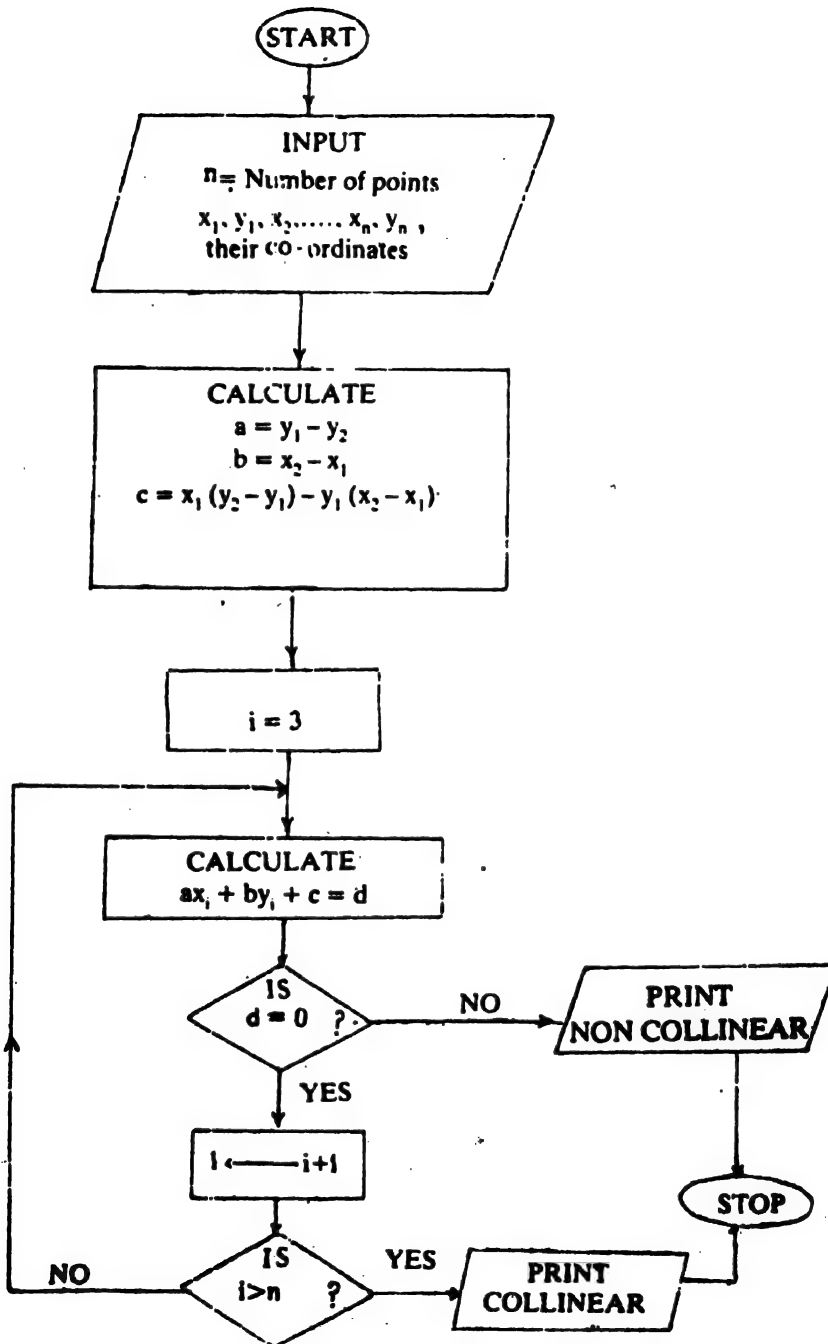 START
INPUT
n= Number of points
x₁, y₁, x₂,..... xₙ, yₙ ,
their co-ordinates
CALCULATE
a = y₁ – y₂
b = x₂ – x₁
c = x₁ (y₂ – y₁) – y₁ (x₂ – x₁)
i = 3
CALCULATE
axᵢ + byᵢ + c = d
IS
d = 0 ?
NO
PRINT
NON COLLINEAR
YES
i ← i+1
STOP
IS
i>n ?
NO
YES
PRINT
COLLINEAR